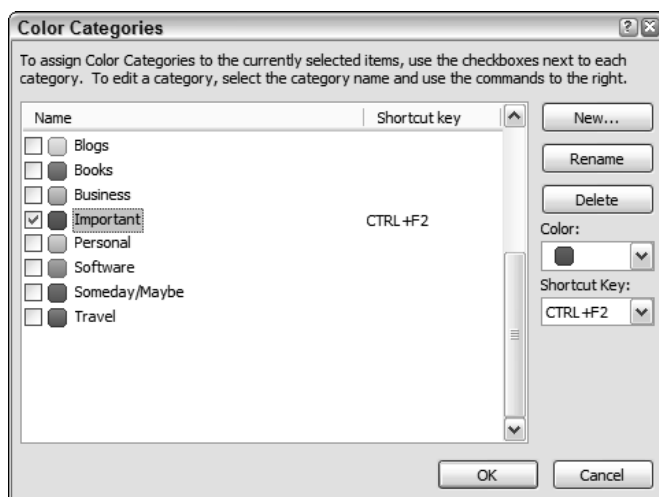 Color Categories
To assign Color Categories to the currently selected items, use the checkboxes next to each
category. To edit a category, select the category name and use the commands to the right.
Name Shortcut key
New...
Blogs
Books
Rename
Business
Delete
Important CTRL+F2
Color:
Personal
Software
Someday/Maybe
Shortcut Key:
Travel
CTRL+F2
OK Cancel